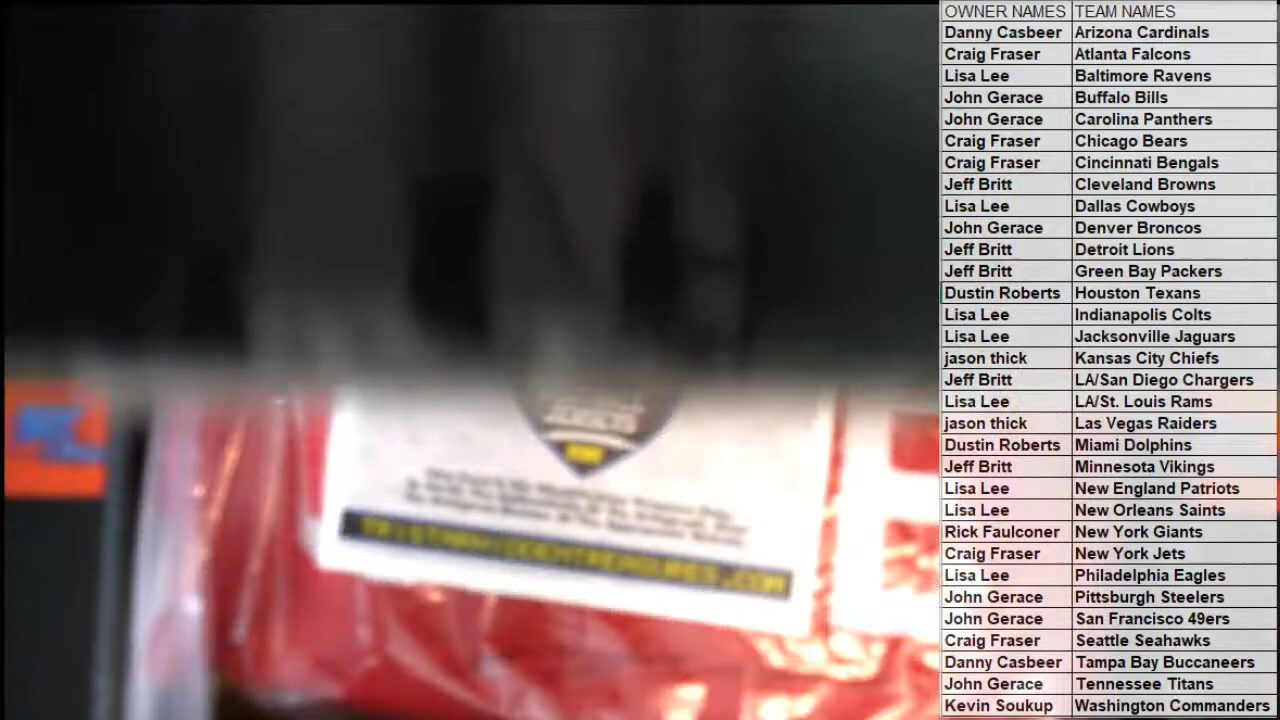 OWNER NAMES TEAM NAMES
Danny Casbeer Arizona Cardinals
Craig Fraser Atlanta Falcons
Lisa Lee Baltimore Ravens
John Gerace Buffalo Bills
John Gerace Carolina Panthers
Craig Fraser Chicago Bears
Craig Fraser Cincinnati Bengals
Jeff Britt Cleveland Browns
Lisa Lee Dallas Cowboys
John Gerace Denver Broncos
Jeff Britt Detroit Lions
Jeff Britt Green Bay Packers
Dustin Roberts Houston Texans
Lisa Lee Indianapolis Colts
Lisa Lee Jacksonville Jaguars
jason thick Kansas City Chiefs
Jeff Britt LA/San Diego Chargers
Lisa Lee LA/St. Louis Rams
jason thick Las Vegas Raiders
Dustin Roberts Miami Dolphins
Jeff Britt Minnesota Vikings
Lisa Lee New England Patriots
Lisa Lee New Orleans Saints
Rick Faulconer New York Giants
Craig Fraser New York Jets
Lisa Lee Philadelphia Eagles
John Gerace Pittsburgh Steelers
John Gerace San Francisco 49ers
Craig Fraser Seattle Seahawks
Danny Casbeer Tampa Bay Buccaneers
John Gerace Tennessee Titans
Kevin Soukup Washington Commanders